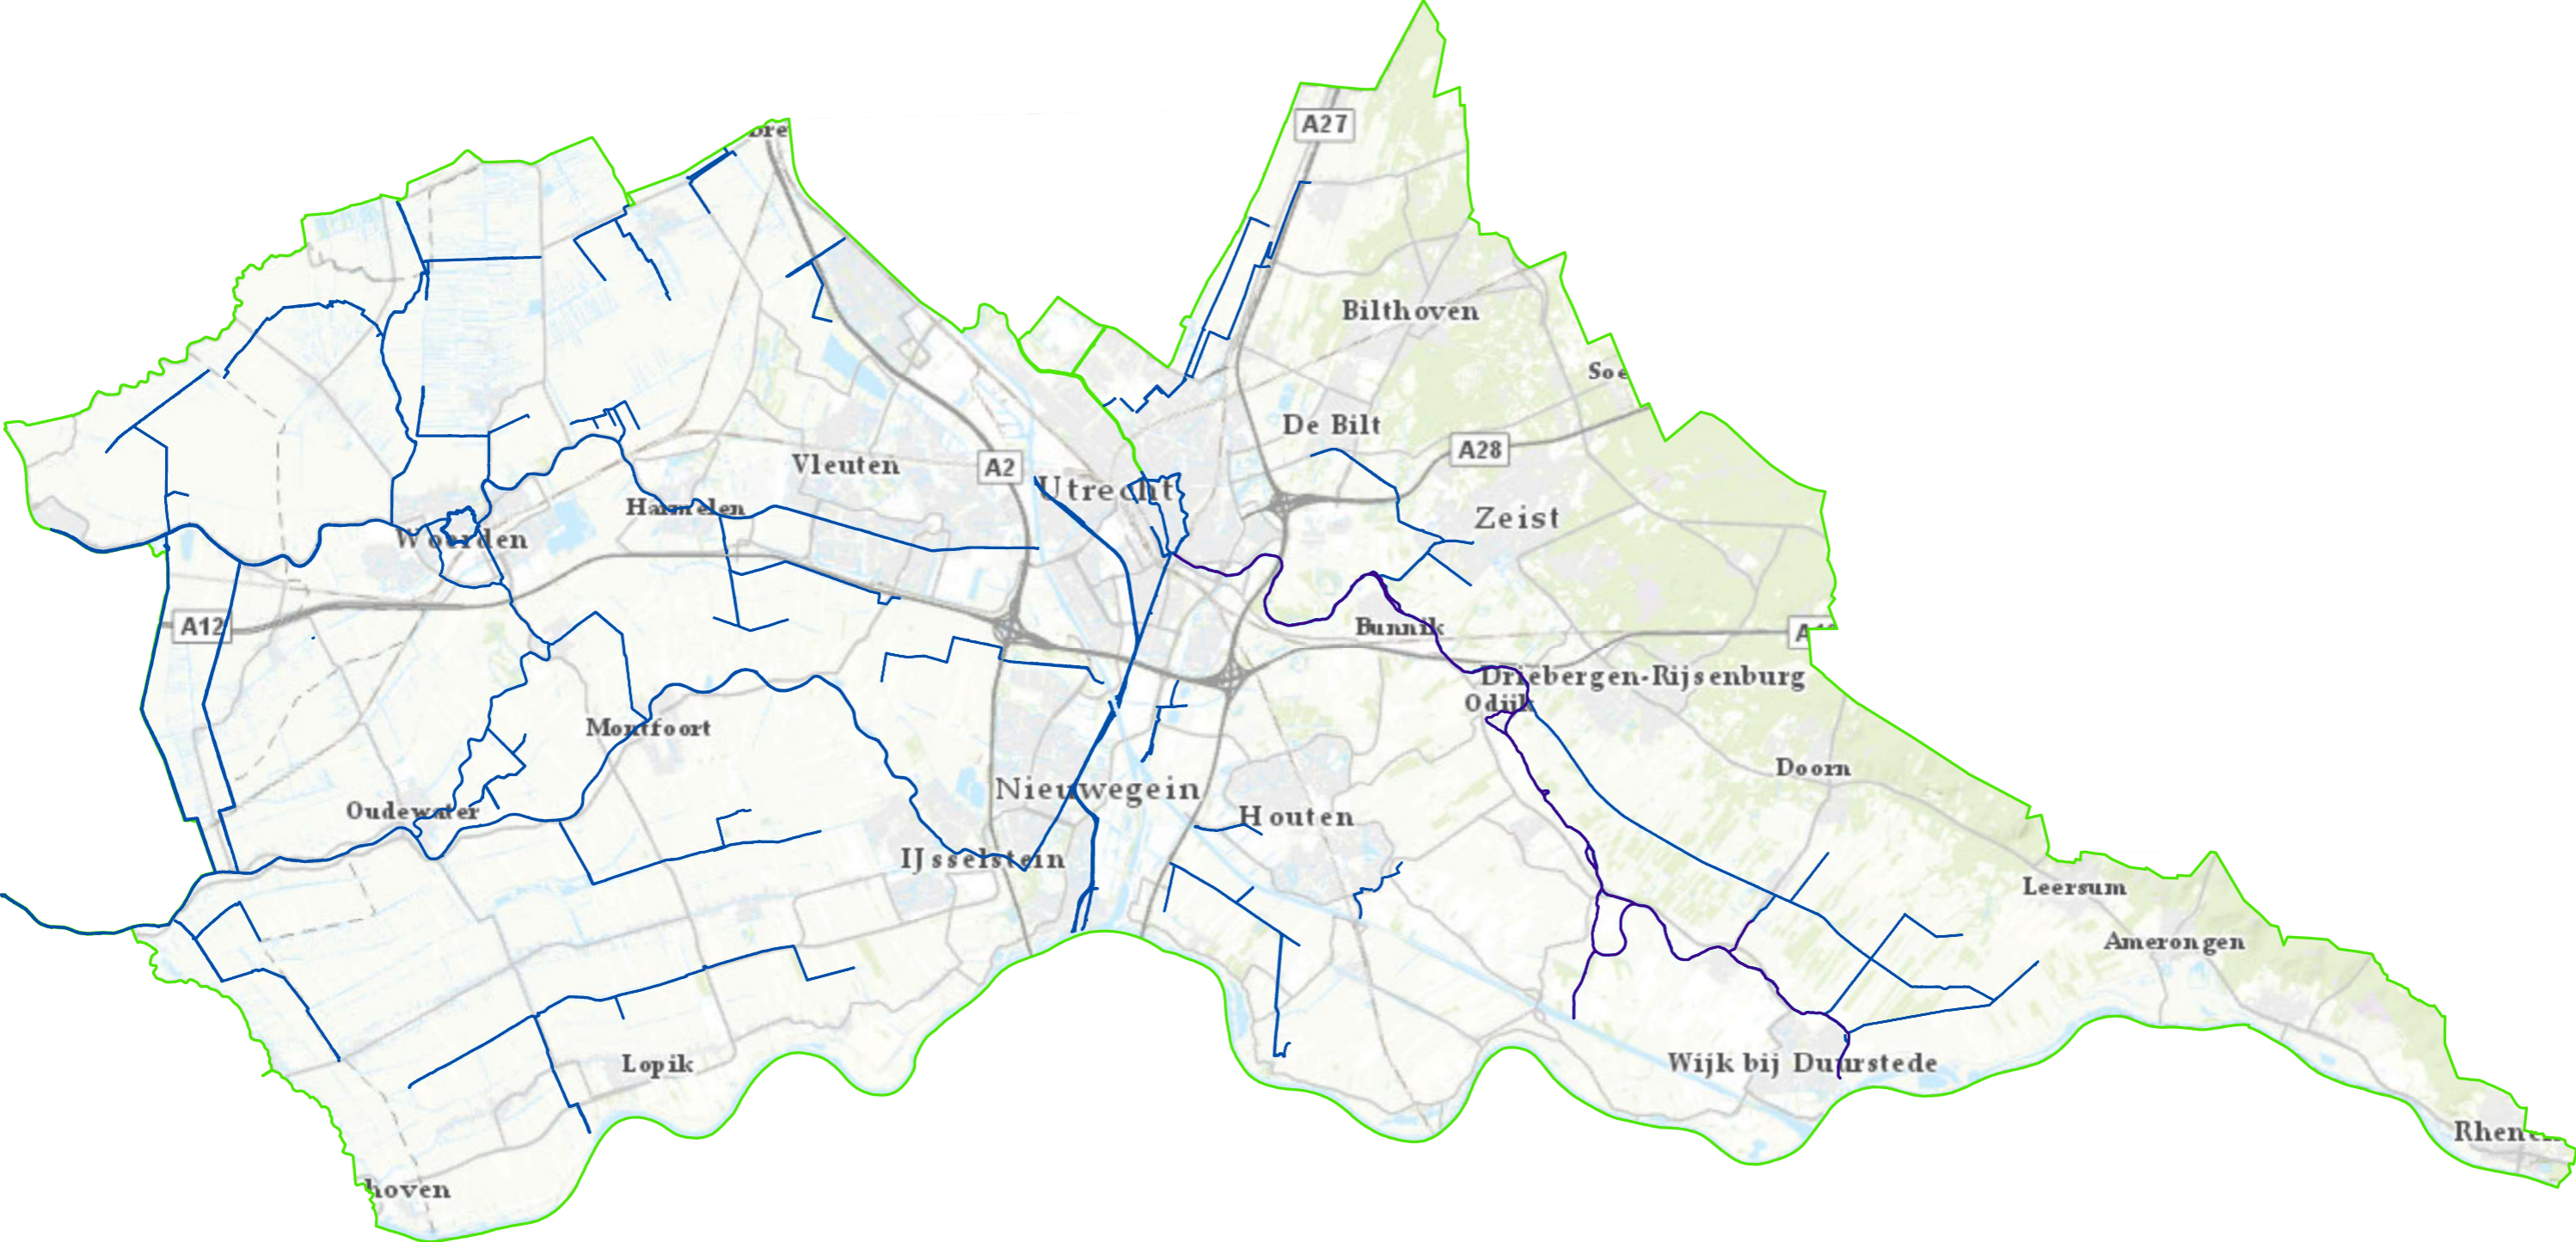 A27
Bilthoven
Soe
De Bilt
A28
Vleuten
A2
Utrecht
Harmelen
Zeist
Woerden
A12
Bunnik
Driebergen-Rijsenburg
Odijk
Montfoort
Doorn
Nieuwegein
Oudewater
Houten
IJsselstein
Leersum
Amerongen
Lopik
Wijk bij Duurstede
hoven